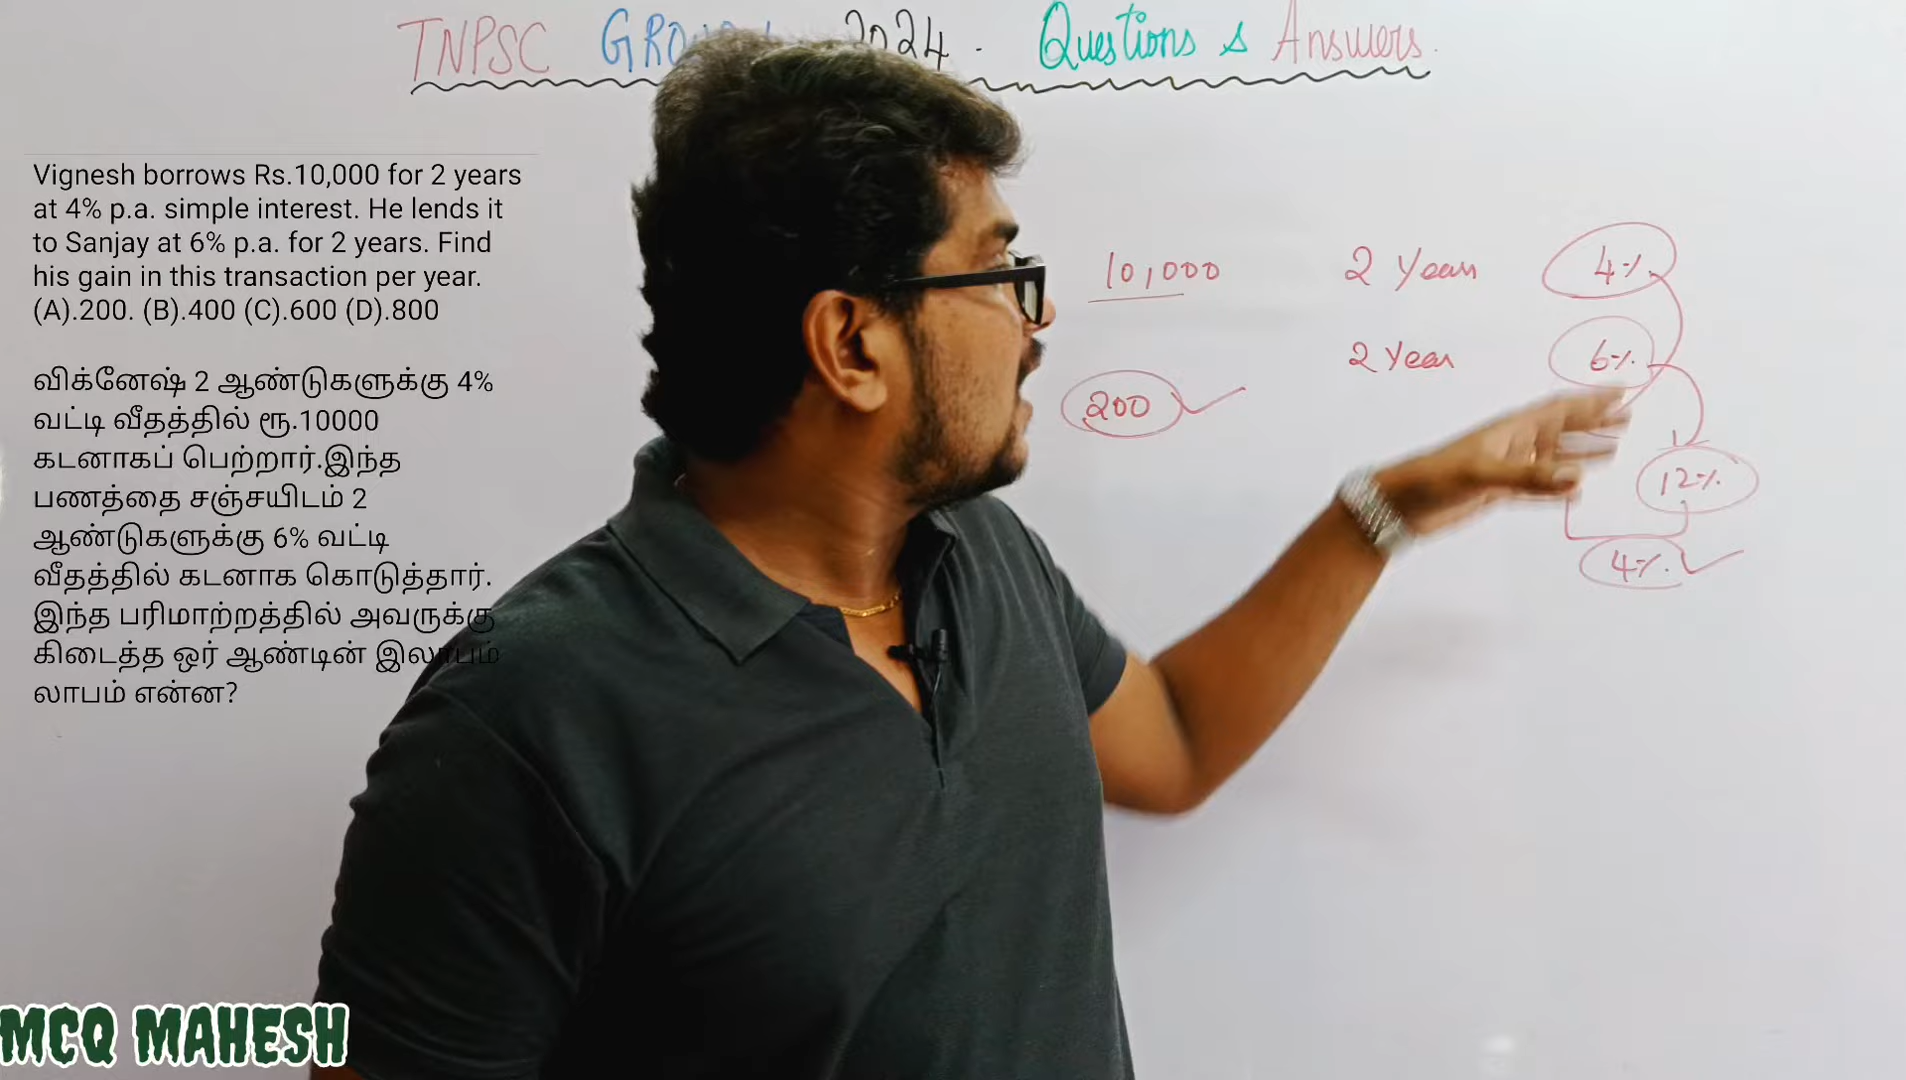 TNPSC GROUP 2024 - Questions & Answers.
Vignesh borrows Rs.10,000 for 2 years
at 4% p.a. simple interest. He lends it
to Sanjay at 6% p.a. for 2 years. Find
his gain in this transaction per year.
(A).200. (B).400 (C).600 (D).800
விக்னேஷ் 2 ஆண்டுகளுக்கு 4%
வட்டி வீதத்தில் ரூ.10000
கடனாகப் பெற்றார்.இந்த
பணத்தை சஞ்சயிடம் 2
ஆண்டுகளுக்கு 6% வட்டி
வீதத்தில் கடனாக கொடுத்தார்.
இந்த பரிமாற்றத்தில் அவருக்கு
கிடைத்த ஒர் ஆண்டின் இலாபம்
லாபம் என்ன?
10,000 2 Years 4%
2 Year 6%
200
12%
4%
MCQ MAHESH